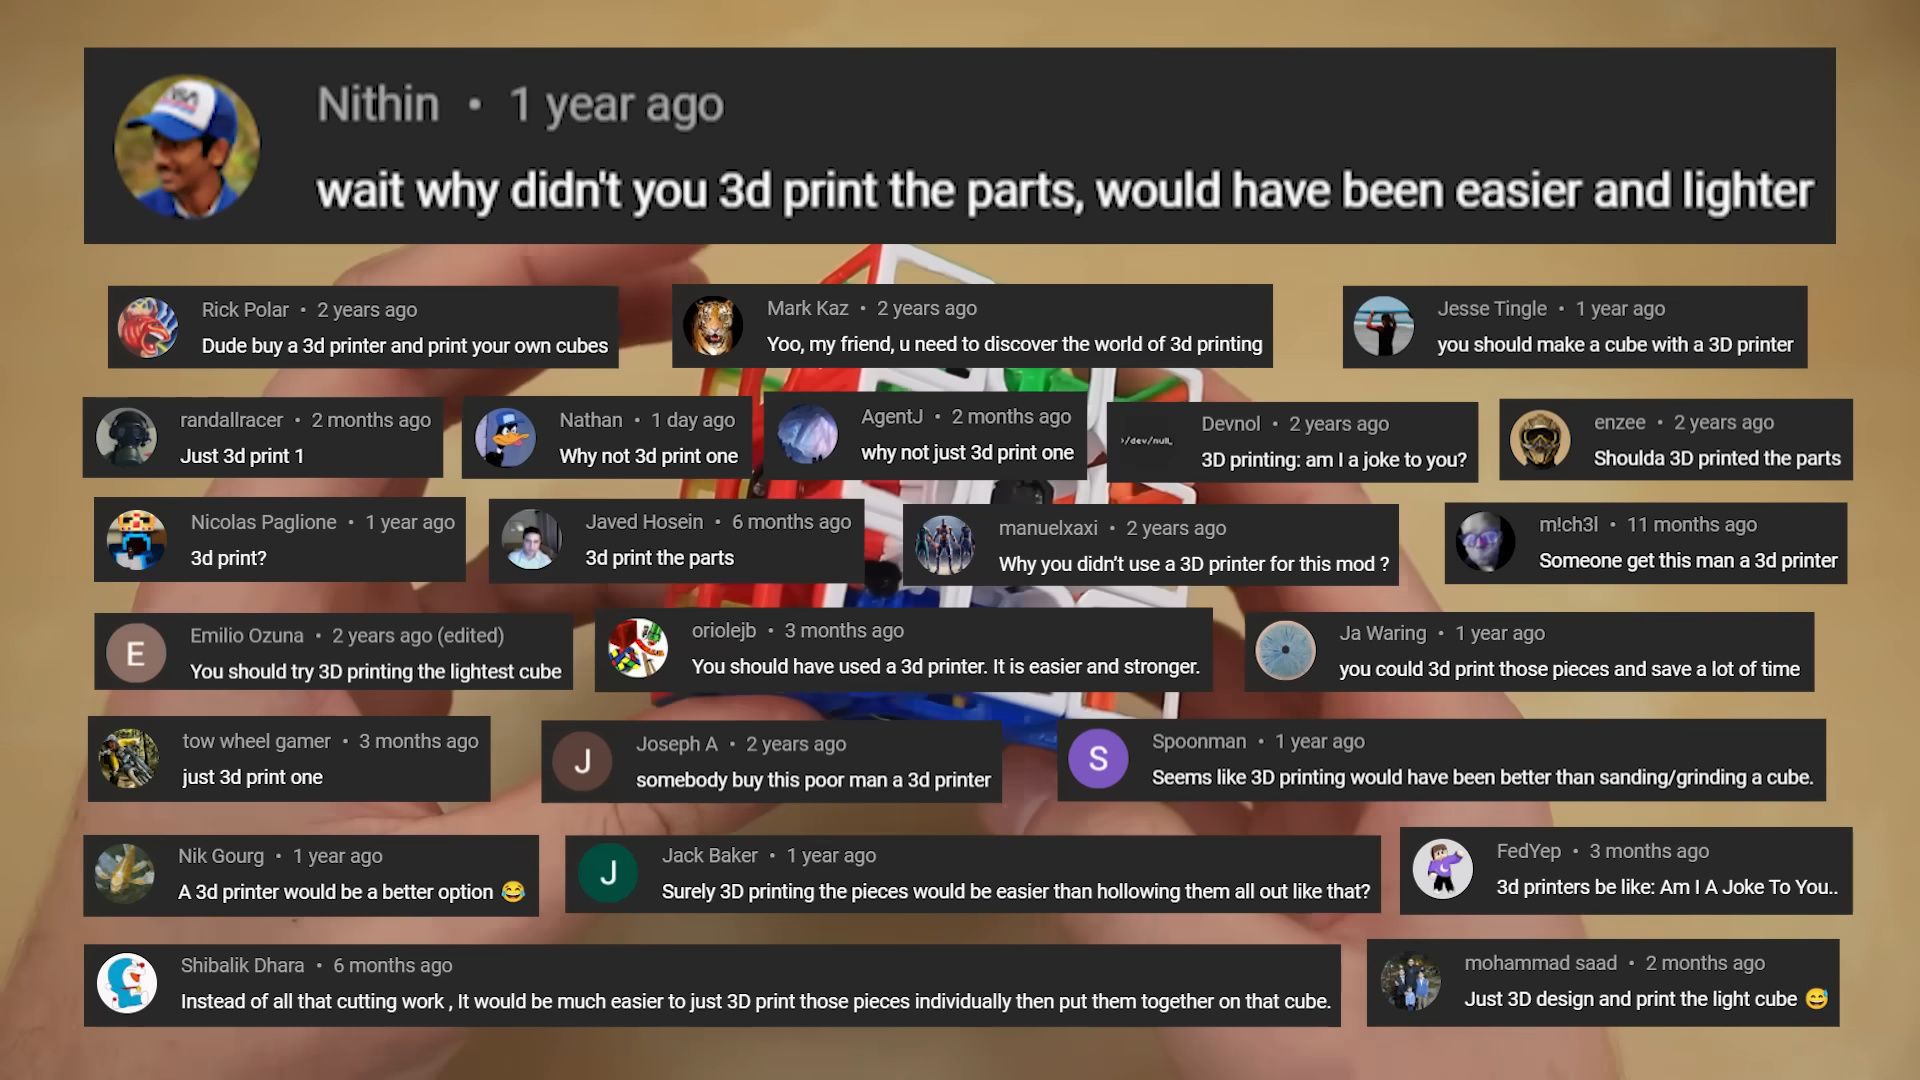 Nithin • 1 year ago
wait why didn't you 3d print the parts, would have been easier and lighter
Rick Polar • 2 years ago
Dude buy a 3d printer and print your own cubes
Mark Kaz • 2 years ago
Yoo, my friend, u need to discover the world of 3d printing
Jesse Tingle • 1 year ago
you should make a cube with a 3D printer
randallracer • 2 months ago
Just 3d print 1
Nathan • 1 day ago
Why not 3d print one
AgentJ • 2 months ago
why not just 3d print one
>/dev/null_
Devnol • 2 years ago
3D printing: am I a joke to you?
enzee • 2 years ago
Shoulda 3D printed the parts
Nicolas Paglione • 1 year ago
3d print?
Javed Hosein • 6 months ago
3d print the parts
manuelxaxi • 2 years ago
Why you didn't use a 3D printer for this mod ?
m!ch3l • 11 months ago
Someone get this man a 3d printer
E
Emilio Ozuna • 2 years ago (edited)
You should try 3D printing the lightest cube
oriolejb • 3 months ago
You should have used a 3d printer. It is easier and stronger.
Ja Waring • 1 year ago
you could 3d print those pieces and save a lot of time
tow wheel gamer • 3 months ago
just 3d print one
J
Joseph A • 2 years ago
somebody buy this poor man a 3d printer
S
Spoonman • 1 year ago
Seems like 3D printing would have been better than sanding/grinding a cube.
Nik Gourg • 1 year ago
A 3d printer would be a better option 😂
J
Jack Baker • 1 year ago
Surely 3D printing the pieces would be easier than hollowing them all out like that?
FedYep • 3 months ago
3d printers be like: Am I A Joke To You..
Shibalik Dhara • 6 months ago
Instead of all that cutting work , It would be much easier to just 3D print those pieces individually then put them together on that cube.
mohammad saad • 2 months ago
Just 3D design and print the light cube 😅